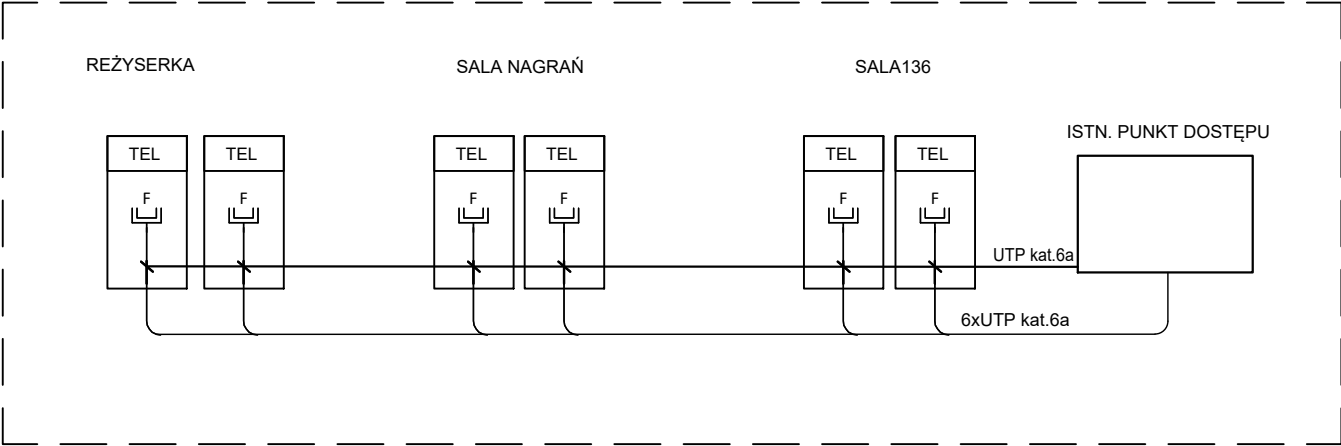 REŻYSERKA
SALA NAGRAŃ
SALA136
ISTN. PUNKT DOSTĘPU
TEL
TEL
TEL
TEL
TEL
TEL
F
F
F
F
F
F
UTP kat.6a
6xUTP kat.6a